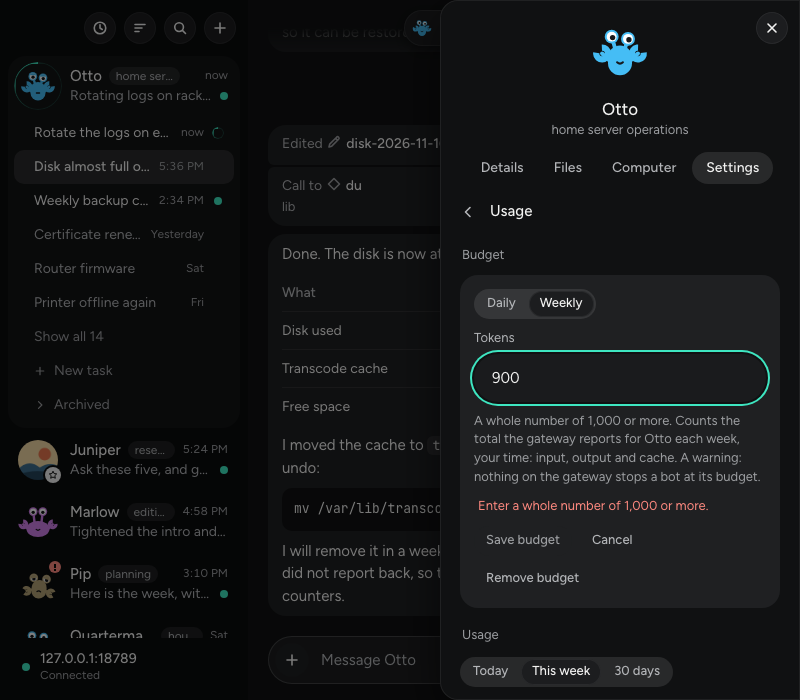 Otto
home ser...
now
Rotating logs on rack...
Rotate the logs on e...
now
Disk almost full o...
5:36 PM
Weekly backup c...
2:34 PM
Certificate rene...
Yesterday
Router firmware
Sat
Printer offline again
Fri
Show all 14
New task
Archived
Juniper
rese...
5:24 PM
Ask these five, and g...
Marlow
editi...
4:58 PM
Tightened the intro and...
Pip
planning
3:10 PM
Here is the week, wit...
Quarterma
hou...
Sat
127.0.0.1:18789
Connected
so it can be restor
Edited
disk-2026-11-1
Call to
du
lib
Done. The disk is now at
What
Disk used
Transcode cache
Free space
I moved the cache to
undo:
mv /var/lib/transco
I will remove it in a week
did not report back, so t
counters.
Message Otto
Otto
home server operations
Details
Files
Computer
Settings
Usage
Budget
Daily
Weekly
Tokens
900
A whole number of 1,000 or more. Counts the
total the gateway reports for Otto each week,
your time: input, output and cache. A warning:
nothing on the gateway stops a bot at its budget.
Enter a whole number of 1,000 or more.
Save budget
Cancel
Remove budget
Usage
Today
This week
30 days